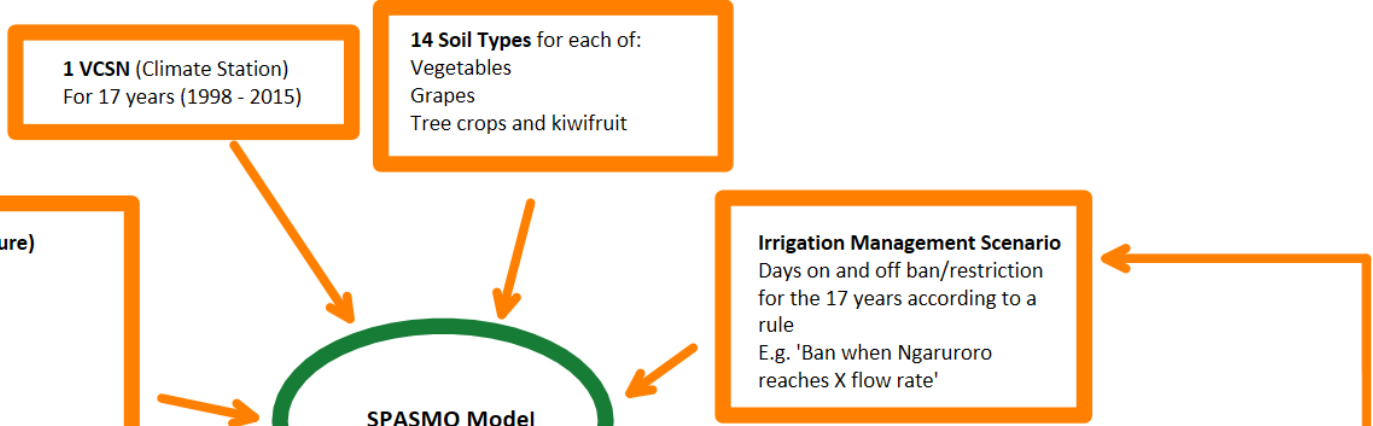 1 VCSN (Climate Station)
For 17 years (1998 - 2015)
14 Soil Types for each of:
Vegetables
Grapes
Tree crops and kiwifruit
ure)
Irrigation Management Scenario
Days on and off ban/restriction
for the 17 years according to a
rule
E.g. 'Ban when Ngaruroro
reaches X flow rate'
SPASMO Model